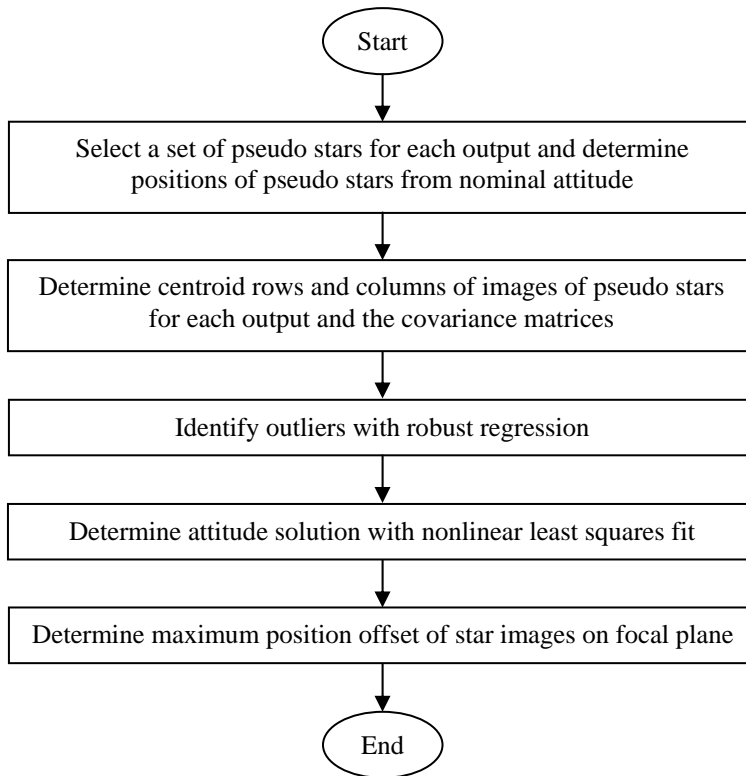 Start
Select a set of pseudo stars for each output and determine
positions of pseudo stars from nominal attitude
Determine centroid rows and columns of images of pseudo stars
for each output and the covariance matrices
Identify outliers with robust regression
Determine attitude solution with nonlinear least squares fit
Determine maximum position offset of star images on focal plane
End